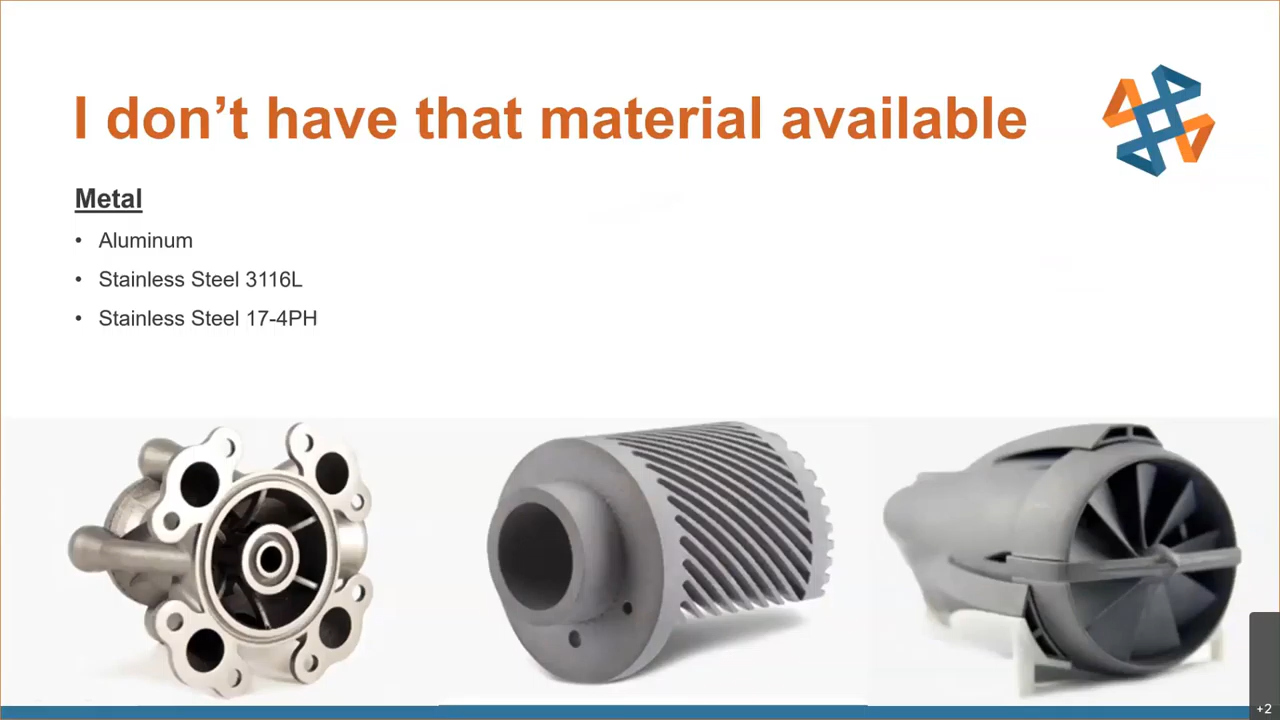 I don’t have that material available
Metal
• Aluminum
• Stainless Steel 3116L
• Stainless Steel 17-4PH
+2